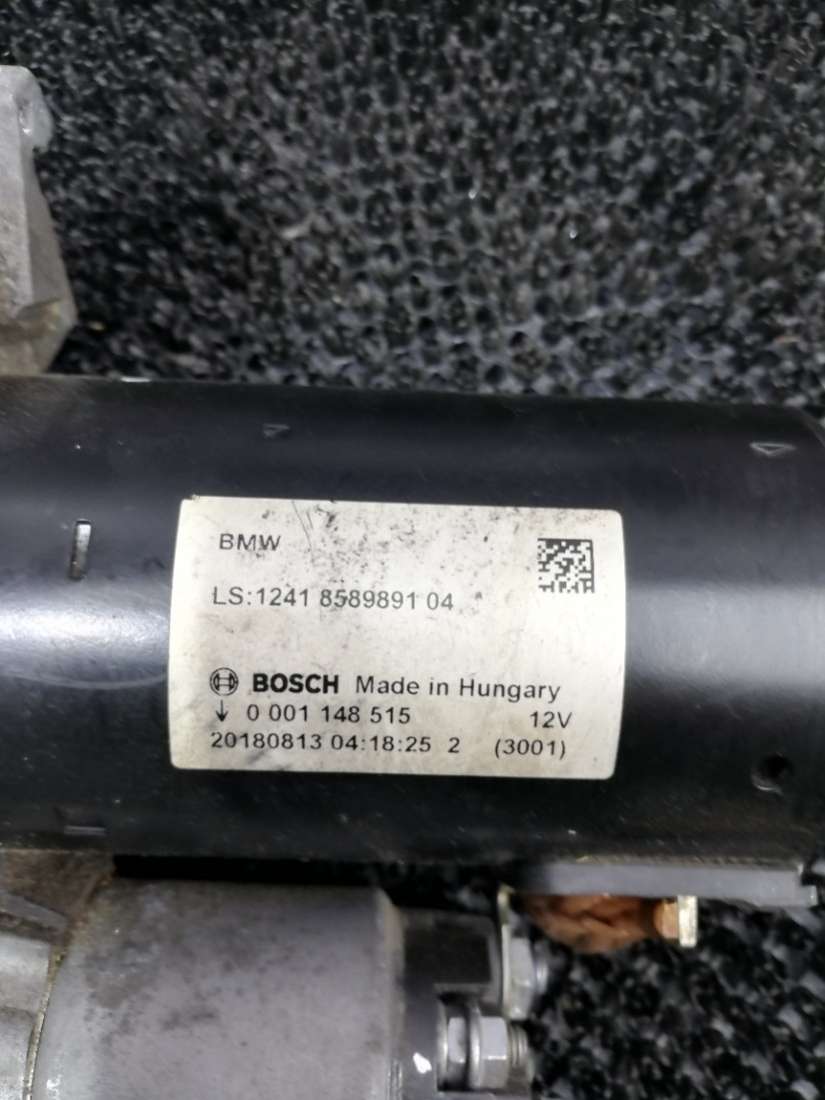 BMW
LS:1241 8589891 04
BOSCH Made in Hungary
↓ 0 001 148 515 12V
20180813 04:18:25 2 (3001)